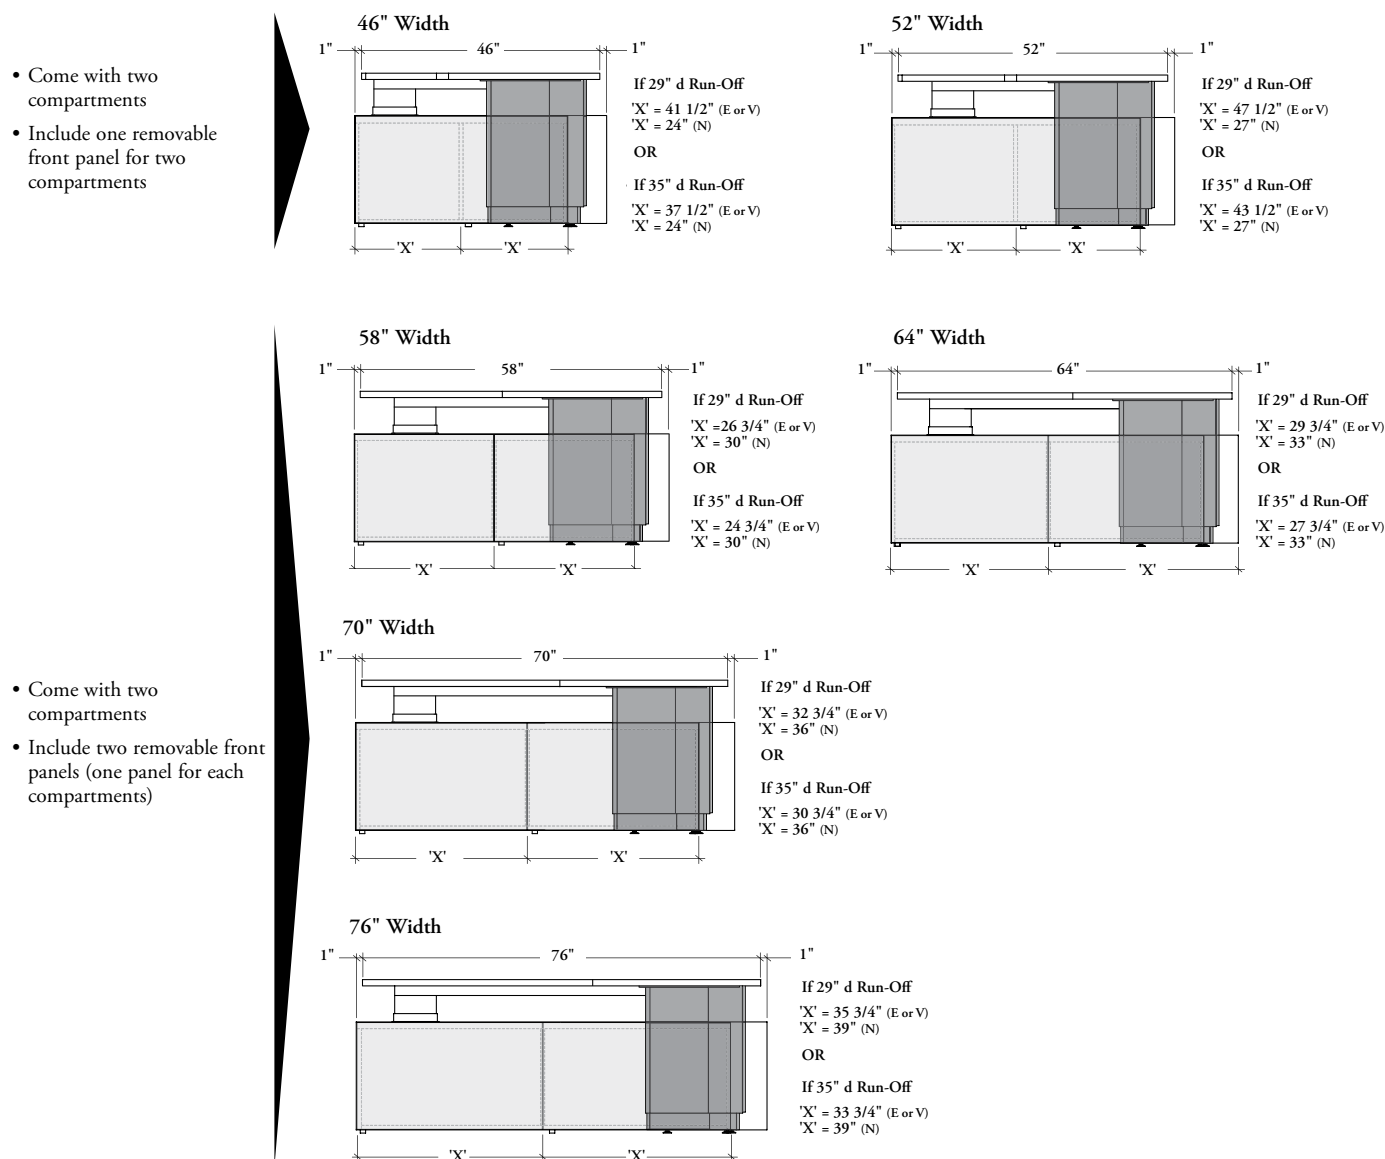 • Come with two
compartments
• Include one removable
front panel for two
compartments
46" Width
1" 46" 1"
If 29" d Run-Off
'X' = 41 1/2" (E or V)
'X' = 24" (N)
OR
If 35" d Run-Off
'X' = 37 1/2" (E or V)
'X' = 24" (N)
'X' 'X'
52" Width
1" 52" 1"
If 29" d Run-Off
'X' = 47 1/2" (E or V)
'X' = 27" (N)
OR
If 35" d Run-Off
'X' = 43 1/2" (E or V)
'X' = 27" (N)
'X' 'X'
• Come with two
compartments
• Include two removable front
panels (one panel for each
compartments)
58" Width
1" 58" 1"
If 29" d Run-Off
'X' =26 3/4" (E or V)
'X' = 30" (N)
OR
If 35" d Run-Off
'X' = 24 3/4" (E or V)
'X' = 30" (N)
'X' 'X'
64" Width
1" 64" 1"
If 29" d Run-Off
'X' = 29 3/4" (E or V)
'X' = 33" (N)
OR
If 35" d Run-Off
'X' = 27 3/4" (E or V)
'X' = 33" (N)
'X' 'X'
70" Width
1" 70" 1"
If 29" d Run-Off
'X' = 32 3/4" (E or V)
'X' = 36" (N)
OR
If 35" d Run-Off
'X' = 30 3/4" (E or V)
'X' = 36" (N)
'X' 'X'
76" Width
1" 76" 1"
If 29" d Run-Off
'X' = 35 3/4" (E or V)
'X' = 39" (N)
OR
If 35" d Run-Off
'X' = 33 3/4" (E or V)
'X' = 39" (N)
'X' 'X'